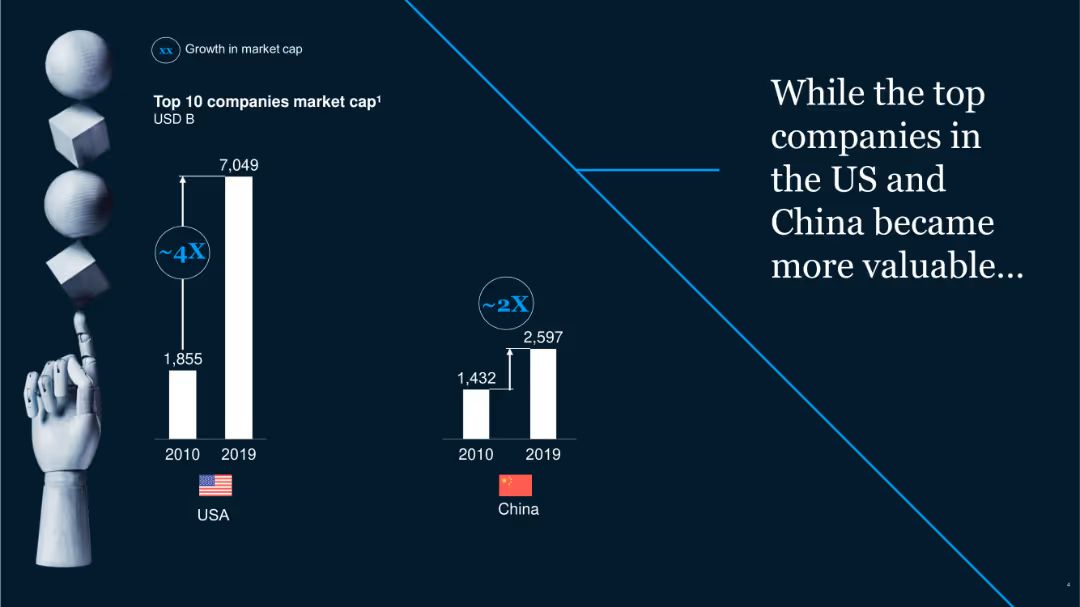 xx Growth in market cap
Top 10 companies market cap¹
USD B
7,049
~4X
1,855
2010 2019
USA
~2X
2,597
1,432
2010 2019
China
While the top
companies in
the US and
China became
more valuable...
4